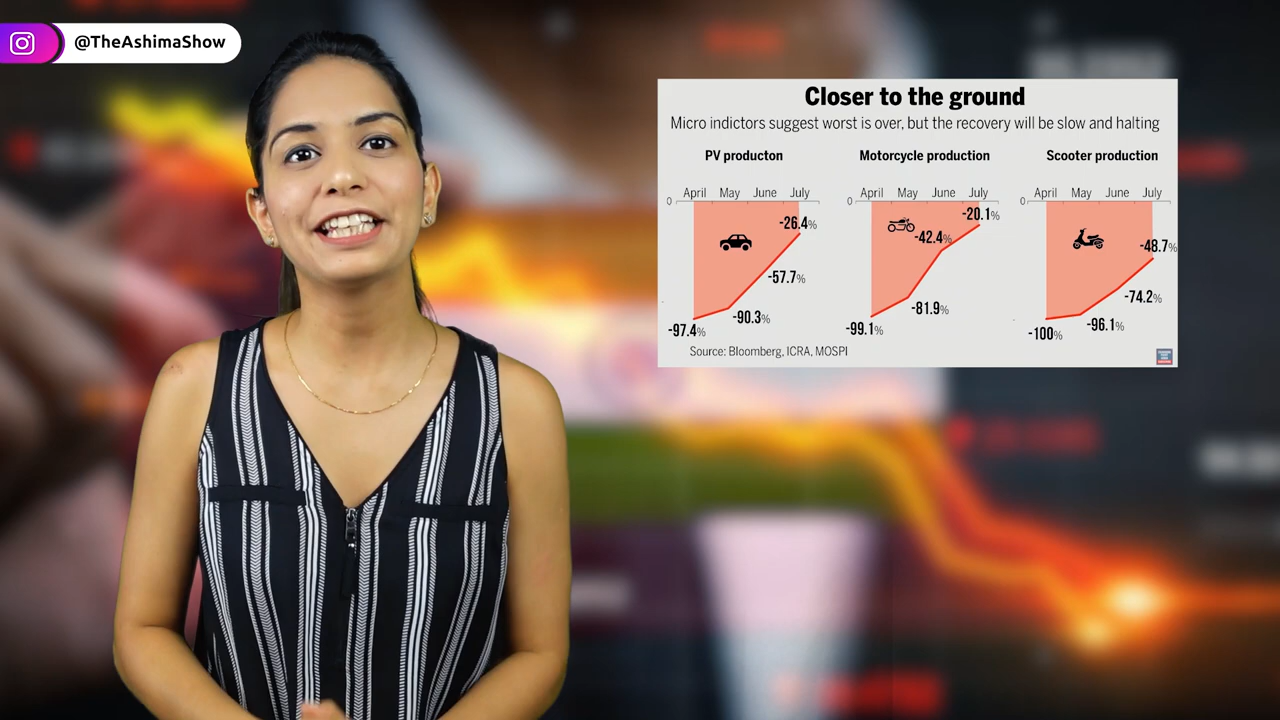 @TheAshimaShow
Closer to the ground
Micro indictors suggest worst is over, but the recovery will be slow and halting
PV producton
April May June July
0
-26.4%
-57.7%
-90.3%
-97.4%
Motorcycle production
April May June July
0
-20.1%
-42.4%
-81.9%
-99.1%
Scooter production
April May June July
0
-48.7%
-74.2%
-96.1%
-100%
Source: Bloomberg, ICRA, MOSPI